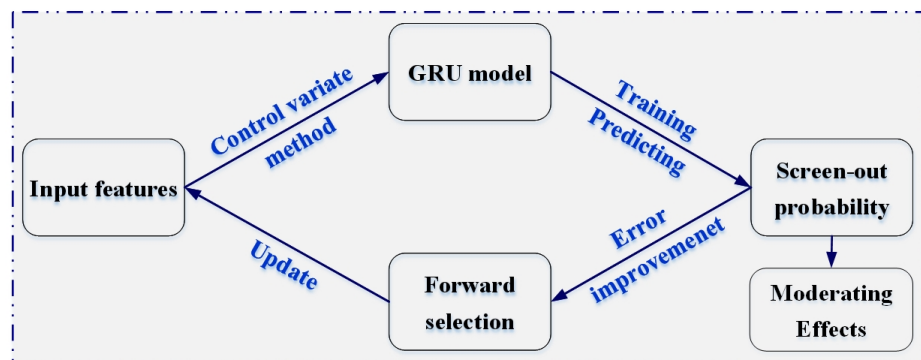 GRU model
Control variate
method
Training
Predicting
Input features
Screen-out
probability
Update
Error
improvemenet
Forward
selection
Moderating
Effects